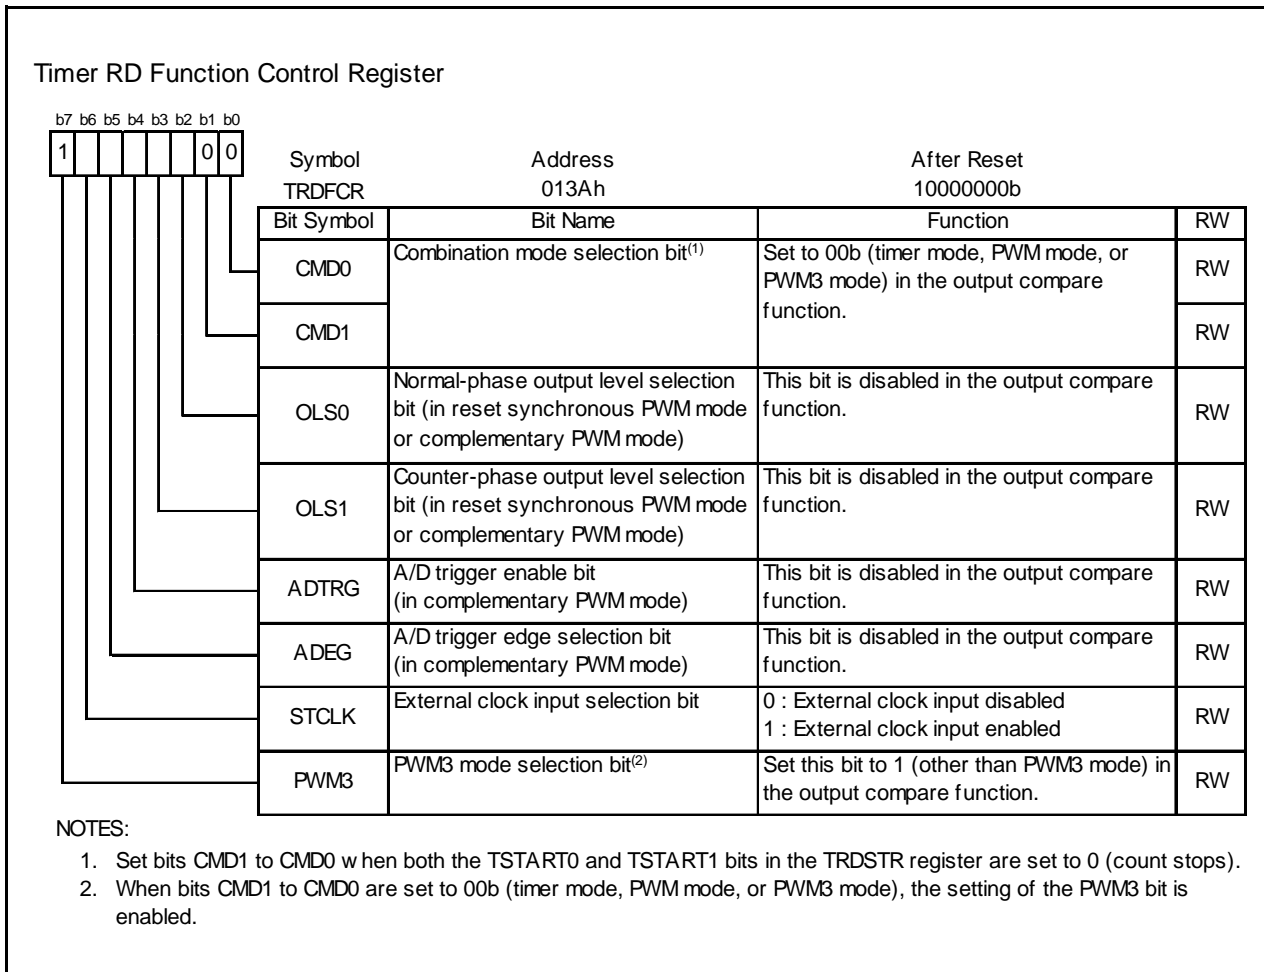 Timer RD Function Control Register
b7 b6 b5 b4 b3 b2 b1 b0
1 0 0
Symbol Address After Reset
TRDFCR 013Ah 10000000b
Bit Symbol Bit Name Function RW
CMD0 Combination mode selection bit(1) Set to 00b (timer mode, PWM mode, or RW
PWM3 mode) in the output compare
function.
CMD1 RW
Normal-phase output level selection This bit is disabled in the output compare
OLS0 bit (in reset synchronous PWM mode function. RW
or complementary PWM mode)
Counter-phase output level selection This bit is disabled in the output compare
OLS1 bit (in reset synchronous PWM mode function. RW
or complementary PWM mode)
ADTRG A/D trigger enable bit This bit is disabled in the output compare RW
(in complementary PWM mode) function.
ADEG A/D trigger edge selection bit This bit is disabled in the output compare RW
(in complementary PWM mode) function.
STCLK External clock input selection bit 0 : External clock input disabled RW
1 : External clock input enabled
PWM3 PWM3 mode selection bit(2) Set this bit to 1 (other than PWM3 mode) in RW
the output compare function.
NOTES:
1. Set bits CMD1 to CMD0 when both the TSTART0 and TSTART1 bits in the TRDSTR register are set to 0 (count stops).
2. When bits CMD1 to CMD0 are set to 00b (timer mode, PWM mode, or PWM3 mode), the setting of the PWM3 bit is
enabled.